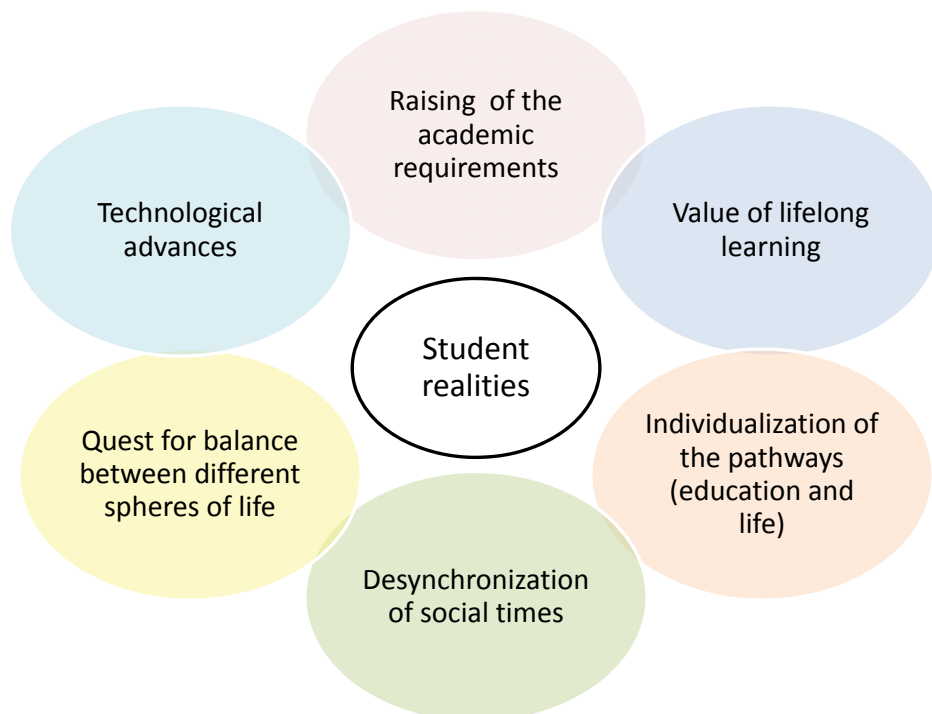 Raising of the
academic
requirements
Technological
advances
Value of lifelong
learning
Student
realities
Quest for balance
between different
spheres of life
Individualization of
the pathways
(education and
life)
Desynchronization
of social times